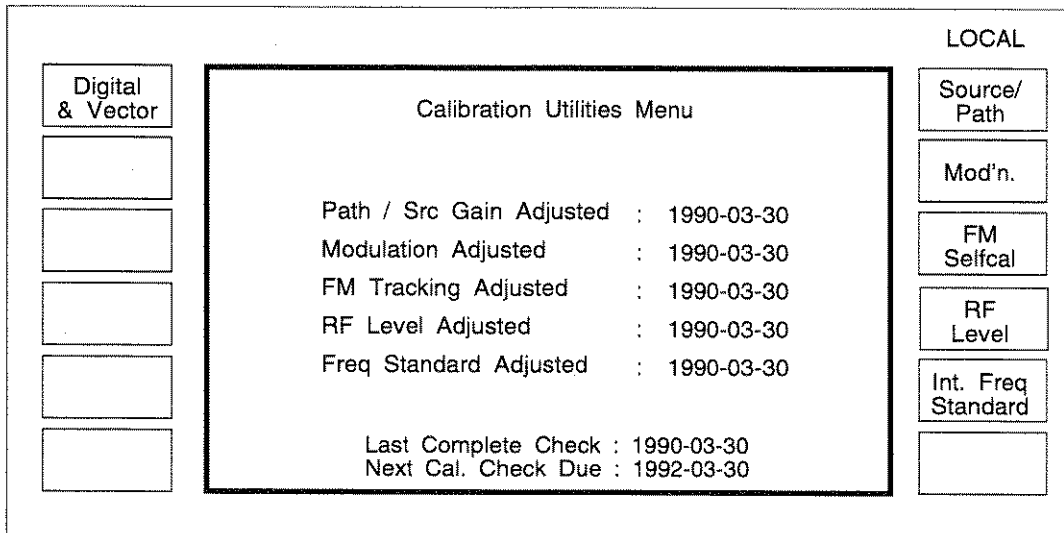 LOCAL
Digital
& Vector
Calibration Utilities Menu
Path / Src Gain Adjusted : 1990-03-30
Modulation Adjusted : 1990-03-30
FM Tracking Adjusted : 1990-03-30
RF Level Adjusted : 1990-03-30
Freq Standard Adjusted : 1990-03-30
Last Complete Check : 1990-03-30
Next Cal. Check Due : 1992-03-30
Source/
Path
Mod'n.
FM
Selfcal
RF
Level
Int. Freq
Standard